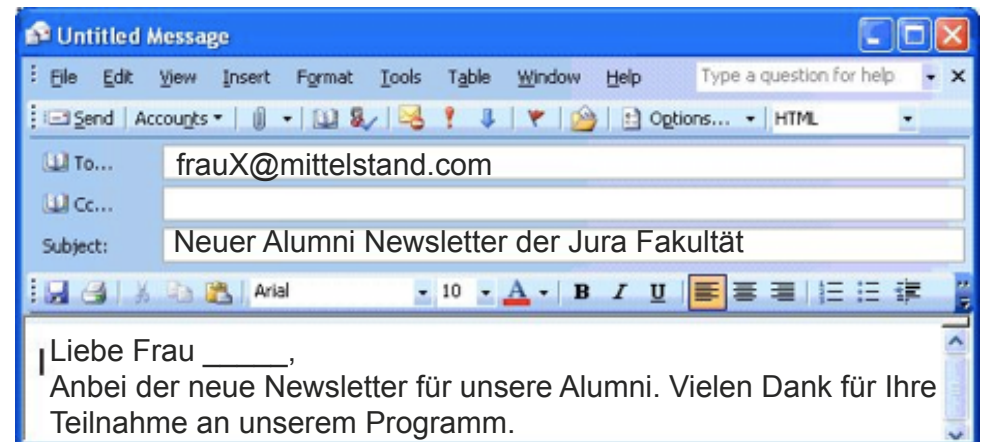 Untitled Message
File Edit View Insert Format Tools Table Window Help Type a question for help
Send Accounts Options... HTML
To... frauX@mittelstand.com
Cc...
Subject: Neuer Alumni Newsletter der Jura Fakultät
Arial 10 A B I U
Liebe Frau _____,
Anbei der neue Newsletter für unsere Alumni. Vielen Dank für Ihre
Teilnahme an unserem Programm.